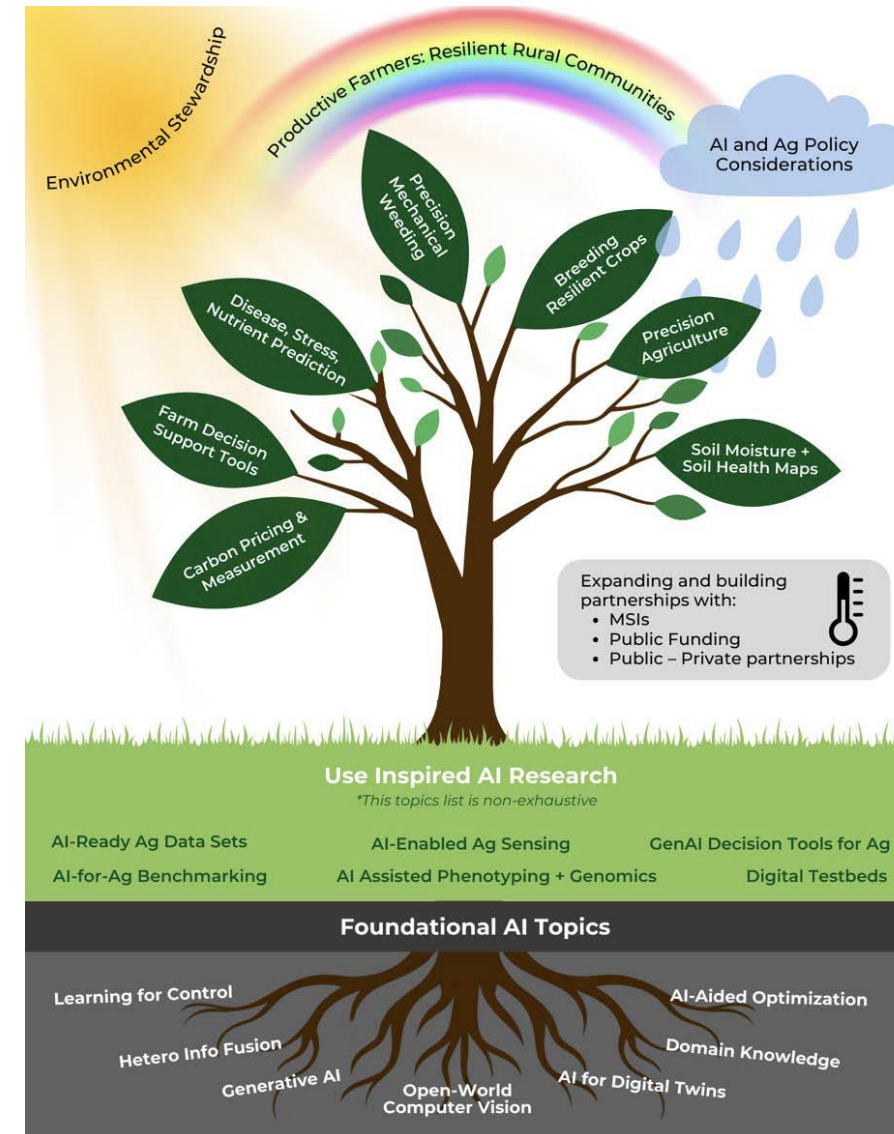 Environmental Stewardship
Productive Farmers: Resilient Rural Communities
AI and Ag Policy
Considerations
Precision
Mechanical
Weeding
Breeding
Resilient Crops
Disease, Stress,
Nutrient Prediction
Precision
Agriculture
Farm Decision
Support Tools
Soil Moisture +
Soil Health Maps
Carbon Pricing &
Measurement
Expanding and building
partnerships with:
• MSIs
• Public Funding
• Public – Private partnerships
Use Inspired AI Research
*This topics list is non-exhaustive
AI-Ready Ag Data Sets
AI-Enabled Ag Sensing
GenAI Decision Tools for Ag
AI-for-Ag Benchmarking
AI Assisted Phenotyping + Genomics
Digital Testbeds
Foundational AI Topics
Learning for Control
AI-Aided Optimization
Hetero Info Fusion
Domain Knowledge
Generative AI
AI for Digital Twins
Open-World
Computer Vision